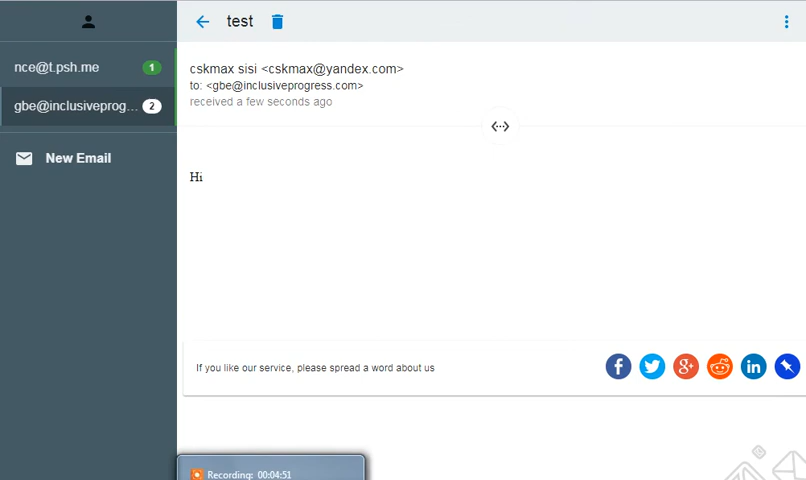 test
nce@t.psh.me 1
gbe@inclusiveprog... 2
New Email
cskmax sisi <cskmax@yandex.com>
to: <gbe@inclusiveprogress.com>
received a few seconds ago
Hi
If you like our service, please spread a word about us
f g+ in
Recording: 00:04:51